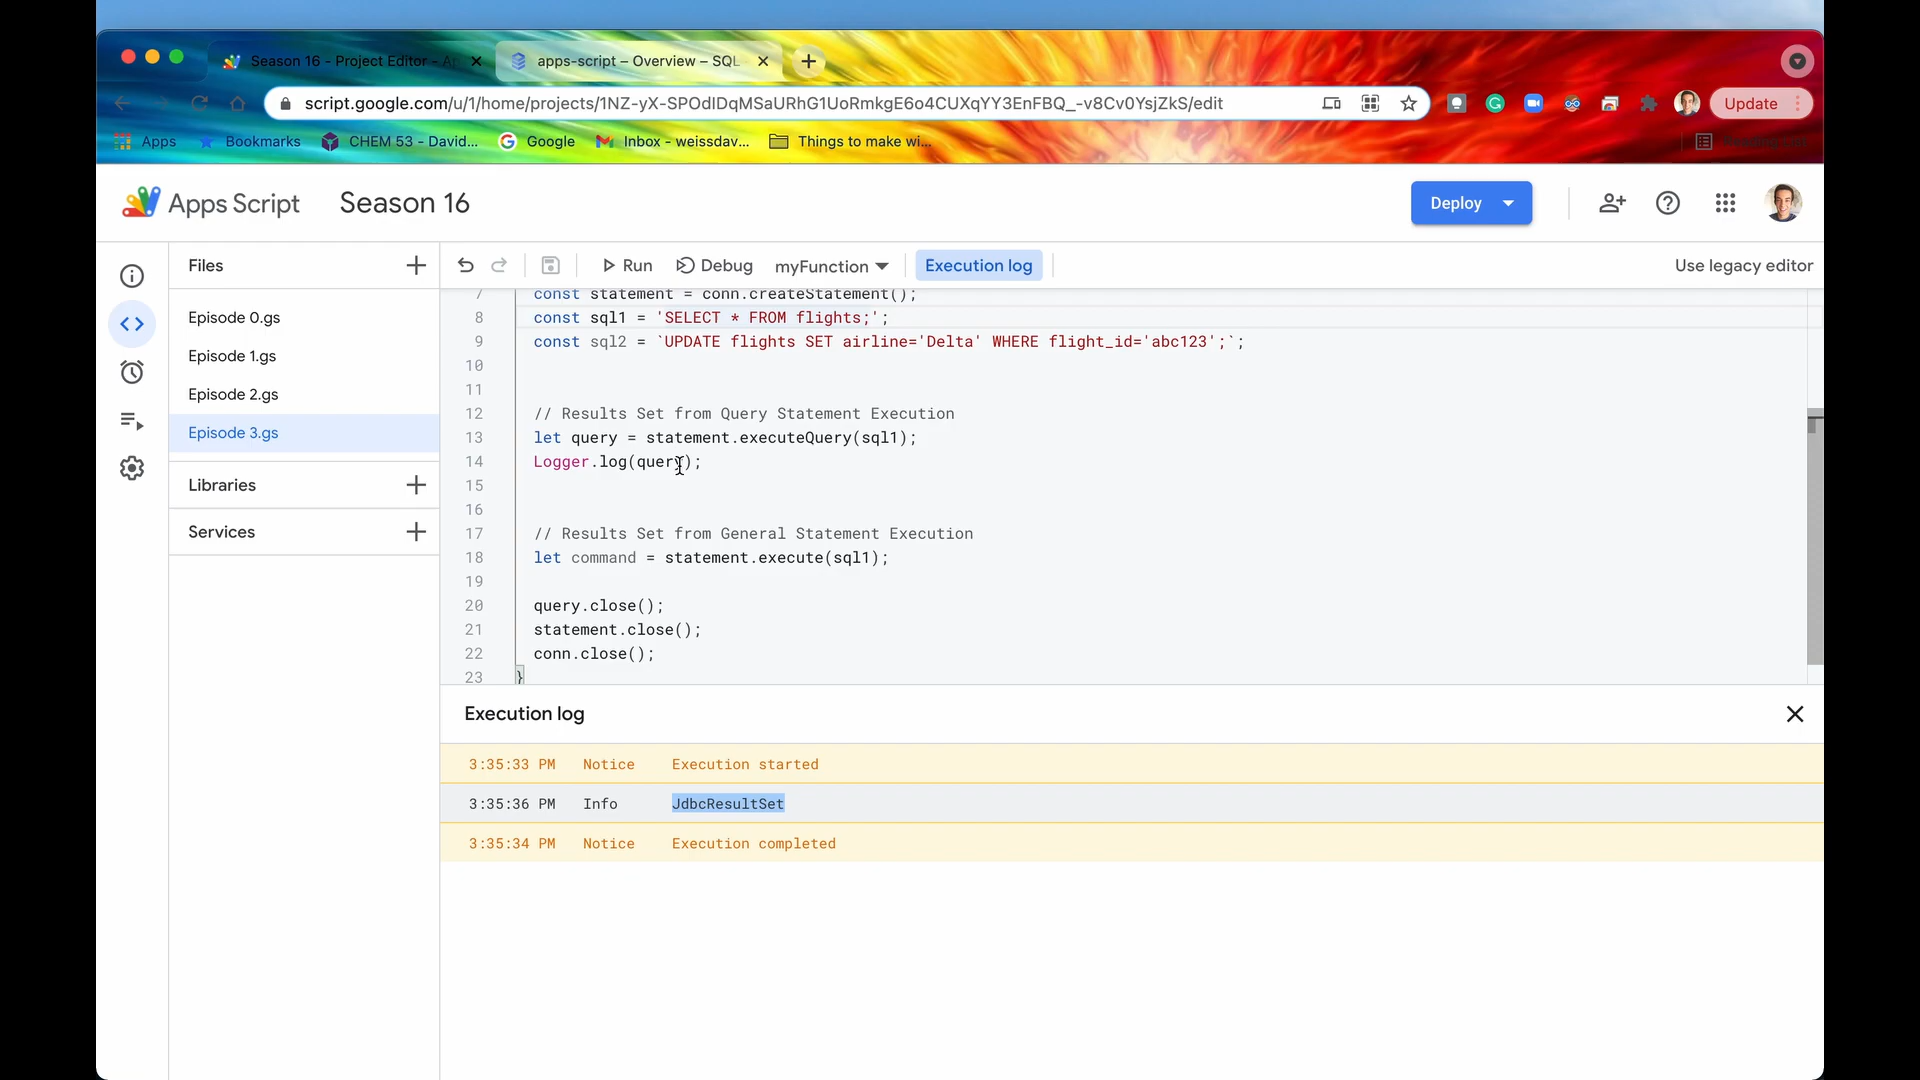 Season 16 - Project Editor - Ap
apps-script – Overview – SQL
script.google.com/u/1/home/projects/1NZ-yX-SPOdIDqMSaURhG1UoRmkgE6o4CUXqYY3EnFBQ_-v8Cv0YsjZkS/edit
Update
Apps
Bookmarks
CHEM 53 - David...
Google
Inbox - weissdav...
Things to make wi...
Reading List
Apps Script
Season 16
Deploy
Files
Run
Debug
myFunction
Execution log
Use legacy editor
Episode 0.gs
Episode 1.gs
Episode 2.gs
Episode 3.gs
Libraries
Services
7 const statement = conn.createStatement();
8 const sql1 = 'SELECT * FROM flights;';
9 const sql2 = `UPDATE flights SET airline='Delta' WHERE flight_id='abc123';`;
10
11
12 // Results Set from Query Statement Execution
13 let query = statement.executeQuery(sql1);
14 Logger.log(query);
15
16
17 // Results Set from General Statement Execution
18 let command = statement.execute(sql1);
19
20 query.close();
21 statement.close();
22 conn.close();
23 }
Execution log
3:35:33 PM Notice Execution started
3:35:36 PM Info JdbcResultSet
3:35:34 PM Notice Execution completed